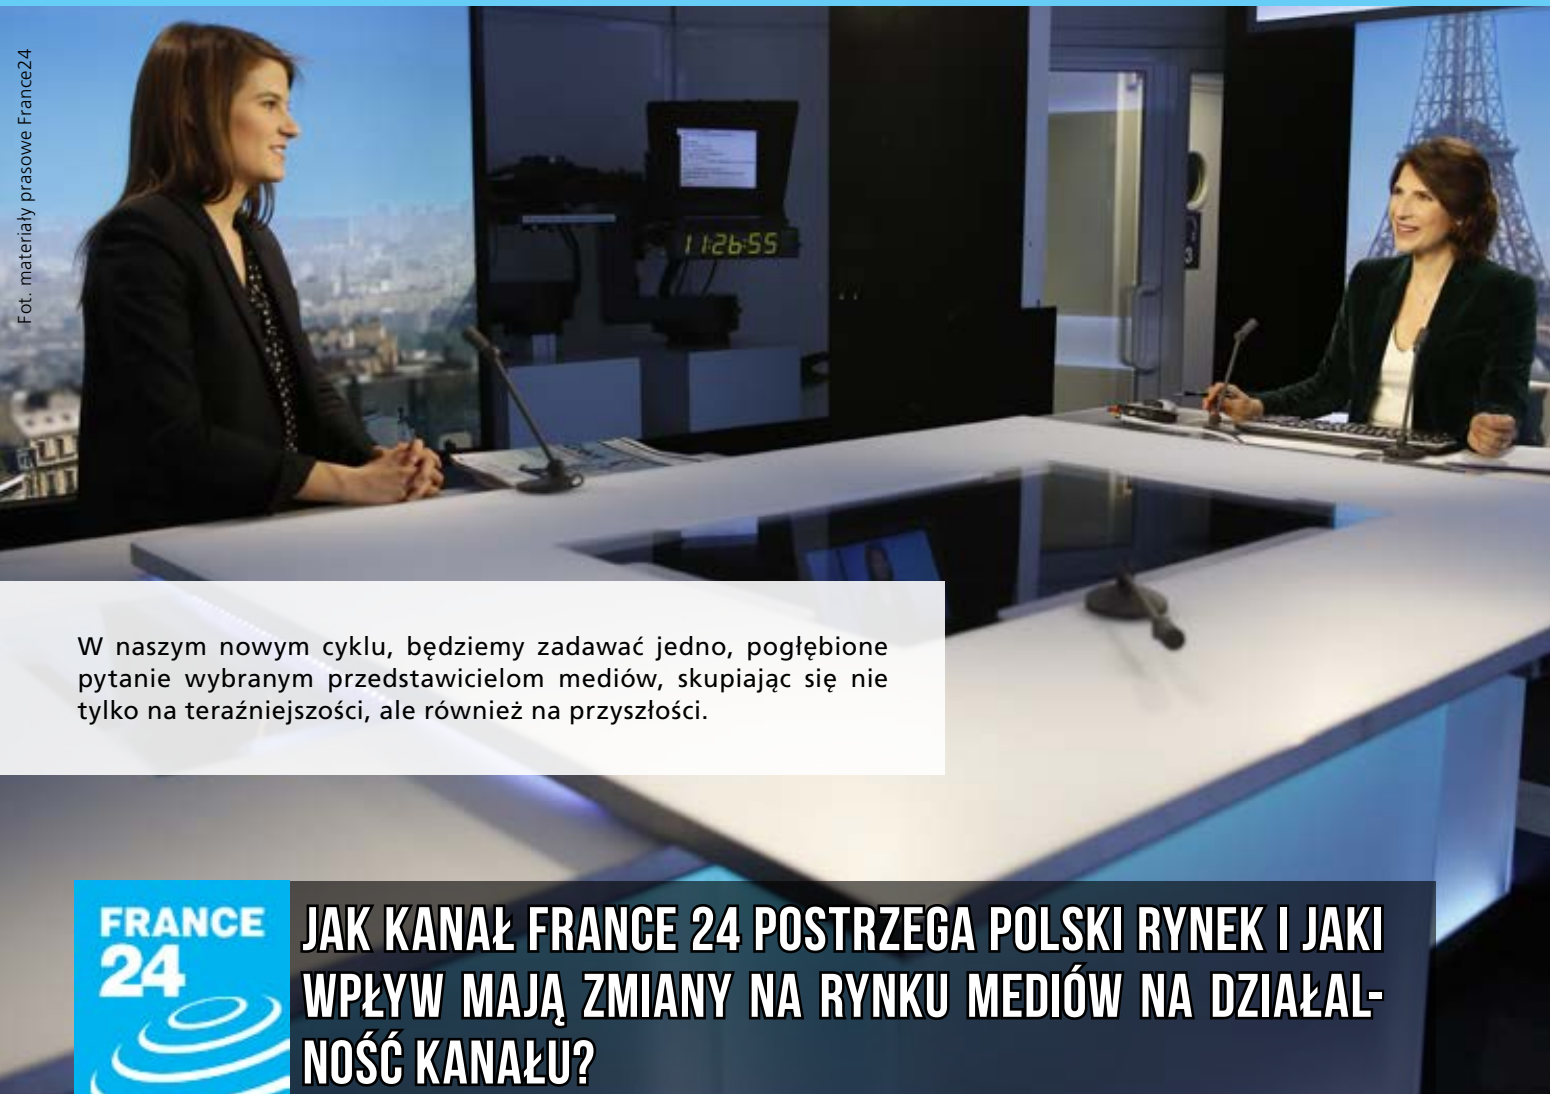 Fot. materiały prasowe France24
11:26:55
3
W naszym nowym cyklu, będziemy zadawać jedno, pogłębione
pytanie wybranym przedstawicielom mediów, skupiając się nie
tylko na teraźniejszości, ale również na przyszłości.
FRANCE
24
JAK KANAŁ FRANCE 24 POSTRZEGA POLSKI RYNEK I JAKI
WPŁYW MAJĄ ZMIANY NA RYNKU MEDIÓW NA DZIAŁAL-
NOŚĆ KANAŁU?